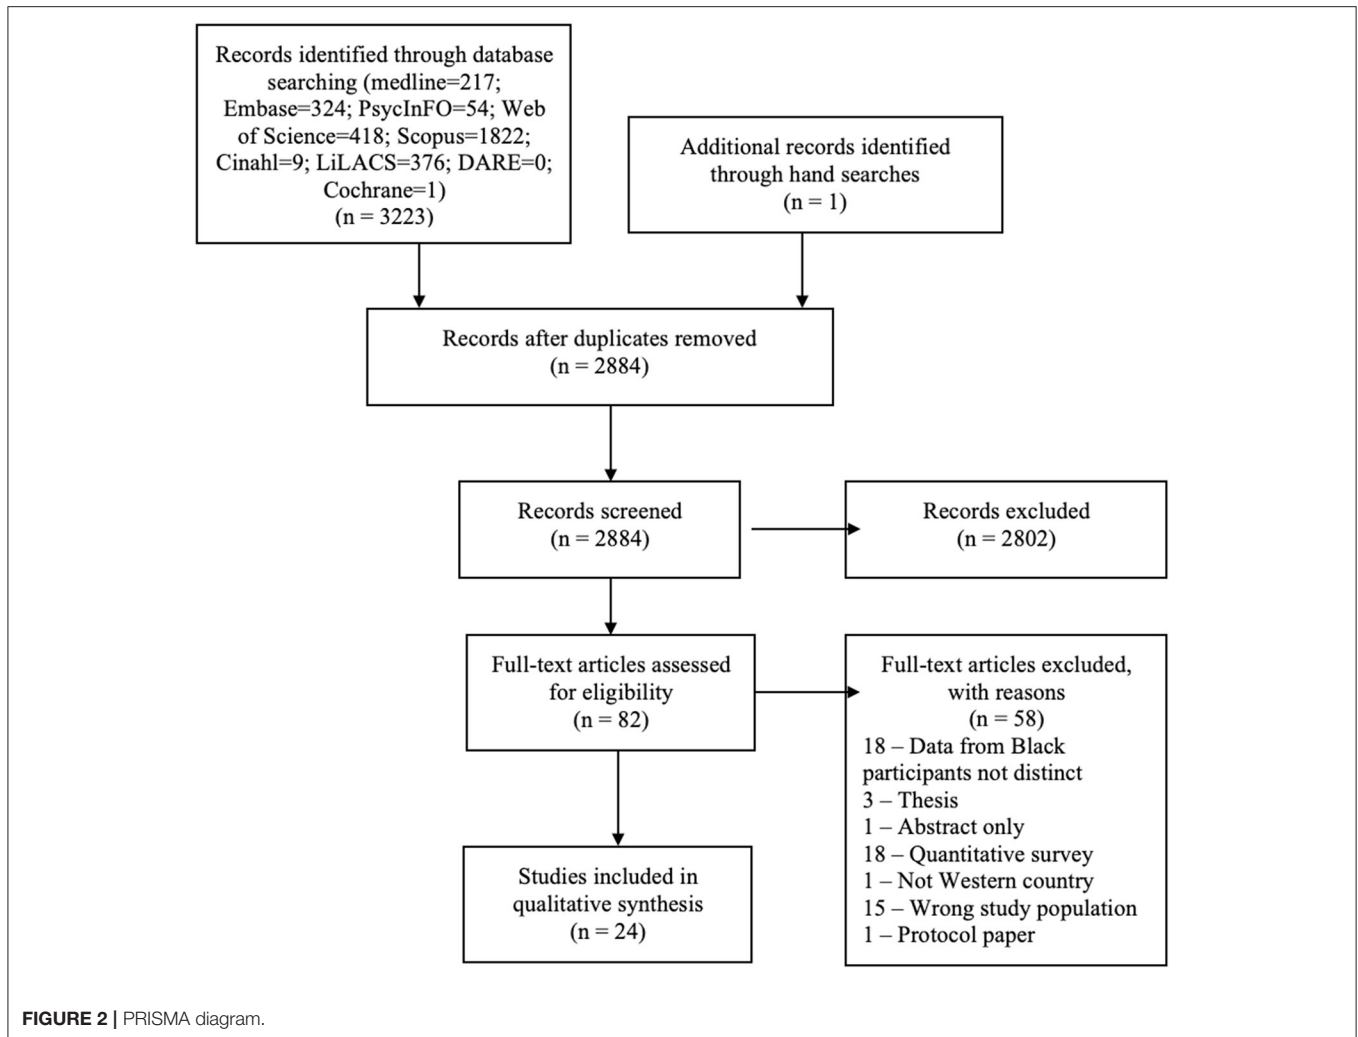 Records identified through database
searching (medline=217;
Embase=324; PsycInFO=54; Web
of Science=418; Scopus=1822;
Cinahl=9; LiLACS=376; DARE=0;
Cochrane=1)
(n = 3223)
Additional records identified
through hand searches
(n = 1)
Records after duplicates removed
(n = 2884)
Records screened
(n = 2884)
Records excluded
(n = 2802)
Full-text articles assessed
for eligibility
(n = 82)
Full-text articles excluded,
with reasons
(n = 58)
18 – Data from Black
participants not distinct
3 – Thesis
1 – Abstract only
18 – Quantitative survey
1 – Not Western country
15 – Wrong study population
1 – Protocol paper
Studies included in
qualitative synthesis
(n = 24)
FIGURE 2 | PRISMA diagram.